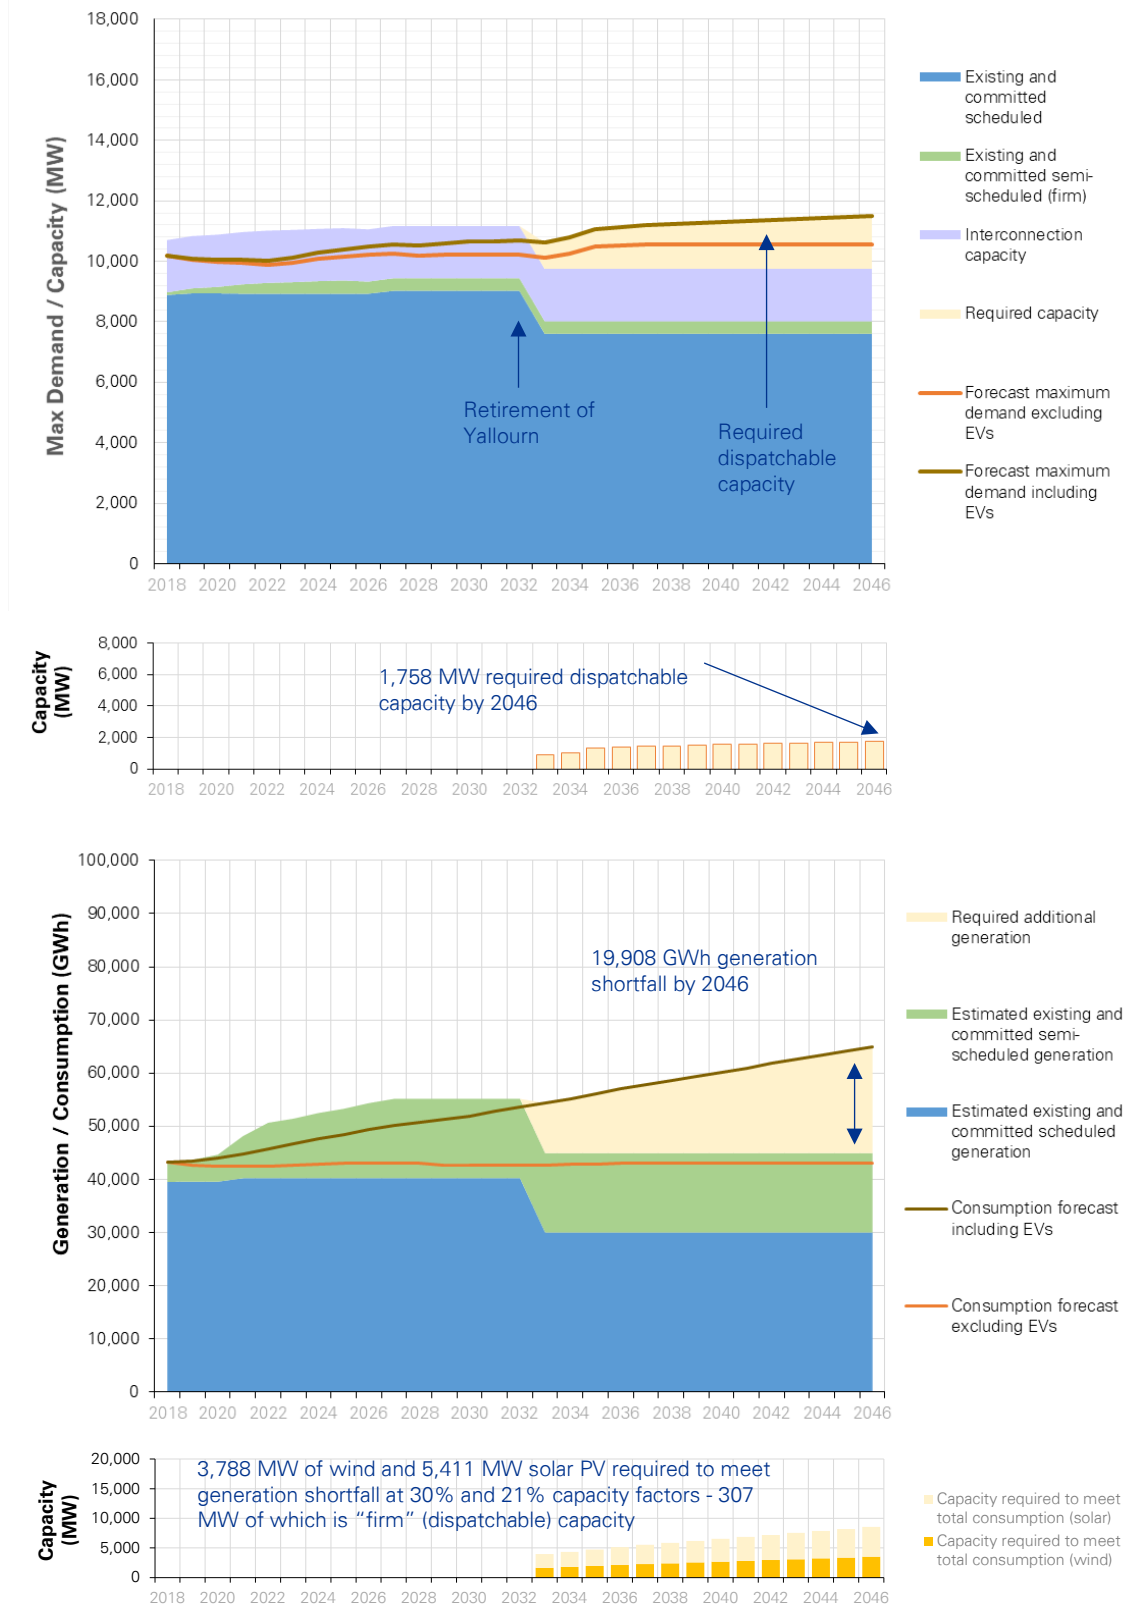 Max Demand / Capacity (MW)
18,000
16,000
14,000
12,000
10,000
8,000
6,000
4,000
2,000
0
2018 2020 2022 2024 2026 2028 2030 2032 2034 2036 2038 2040 2042 2044 2046
Retirement of
Yallourn
Required
dispatchable
capacity
Existing and
committed
scheduled
Existing and
committed semi-
scheduled (firm)
Interconnection
capacity
Required capacity
Forecast maximum
demand excluding
EVs
Forecast maximum
demand including
EVs
Capacity
(MW)
8,000
6,000
4,000
2,000
0
1,758 MW required dispatchable
capacity by 2046
2018 2020 2022 2024 2026 2028 2030 2032 2034 2036 2038 2040 2042 2044 2046
Generation / Consumption (GWh)
100,000
90,000
80,000
70,000
60,000
50,000
40,000
30,000
20,000
10,000
0
19,908 GWh generation
shortfall by 2046
2018 2020 2022 2024 2026 2028 2030 2032 2034 2036 2038 2040 2042 2044 2046
Required additional
generation
Estimated existing and
committed semi-
scheduled generation
Estimated existing and
committed scheduled
generation
Consumption forecast
including EVs
Consumption forecast
excluding EVs
Capacity
(MW)
20,000
15,000
10,000
5,000
0
3,788 MW of wind and 5,411 MW solar PV required to meet
generation shortfall at 30% and 21% capacity factors - 307
MW of which is “firm” (dispatchable) capacity
2018 2020 2022 2024 2026 2028 2030 2032 2034 2036 2038 2040 2042 2044 2046
Capacity required to meet
total consumption (solar)
Capacity required to meet
total consumption (wind)